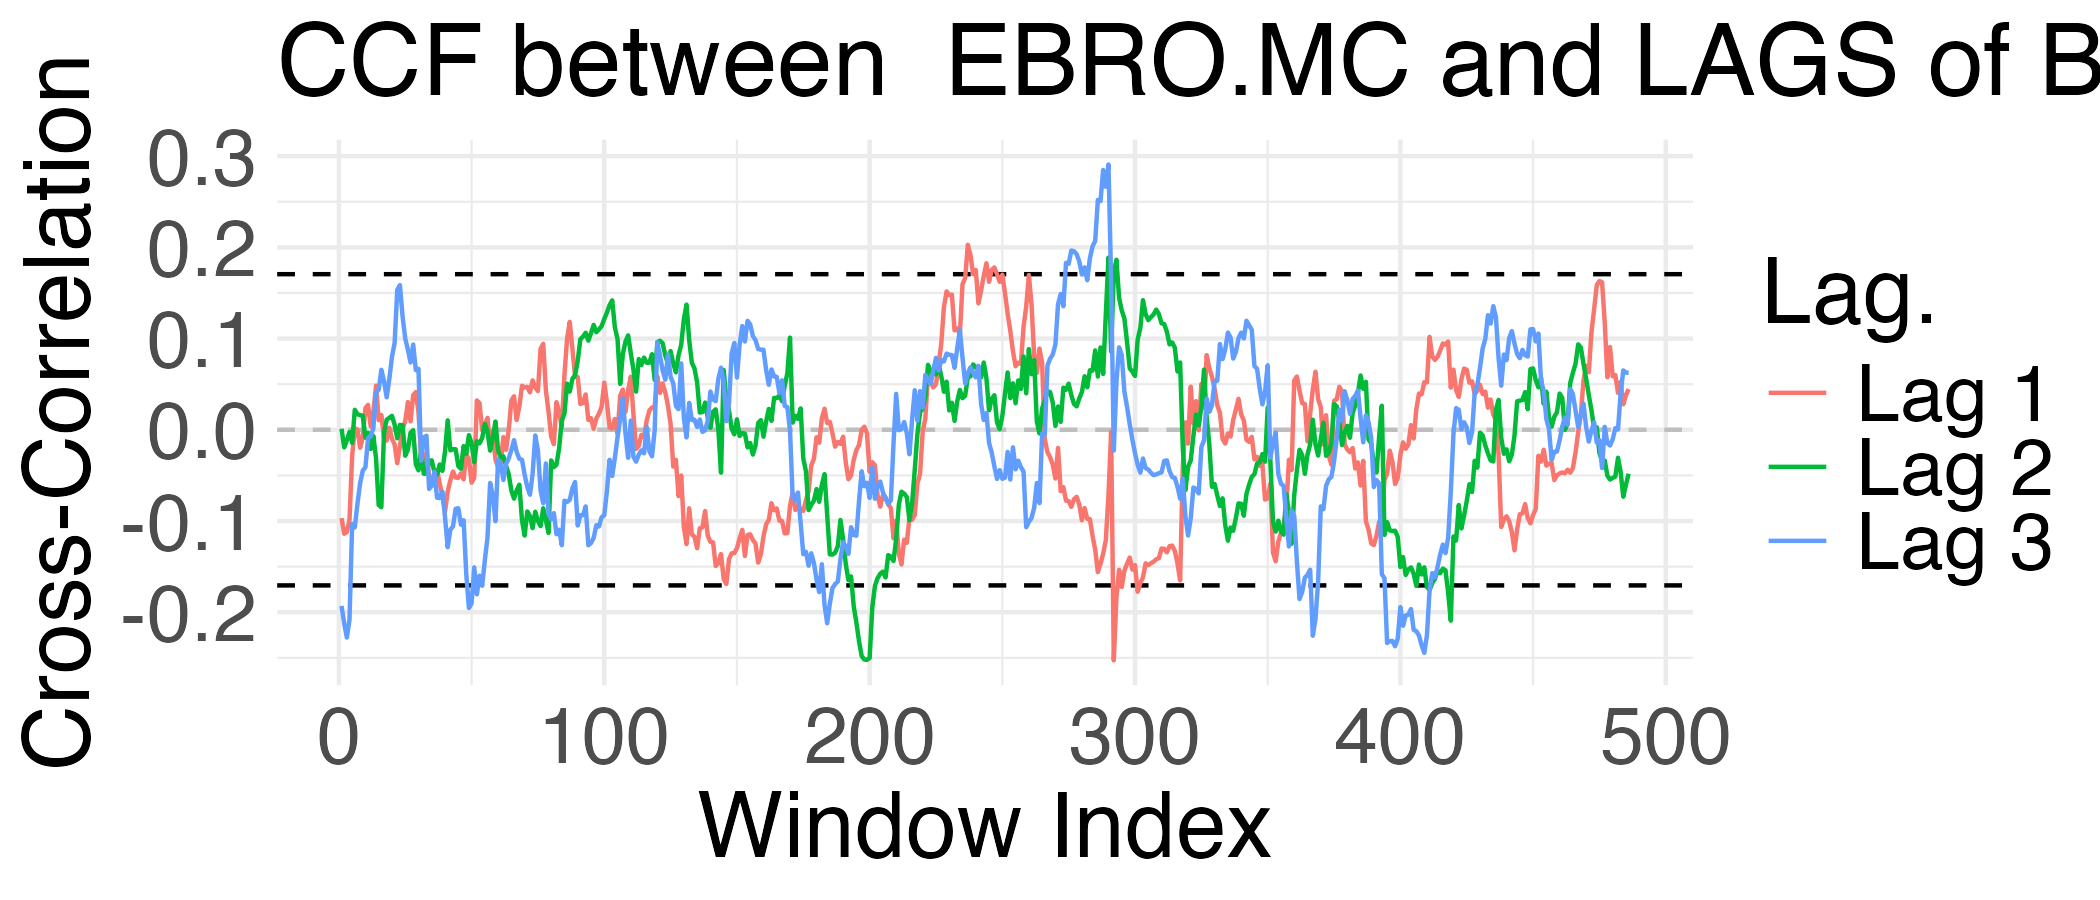 CCF between  EBRO.MC and LAGS of B
Cross-Correlation
0.3
0.2
0.1
0.0
-0.1
-0.2
0 100 200 300 400 500
Window Index
Lag.
Lag 1
Lag 2
Lag 3